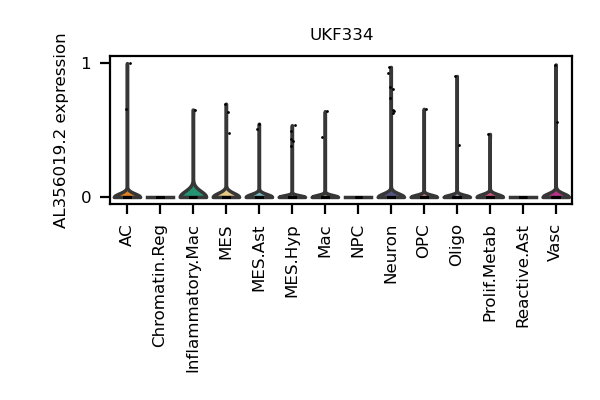 UKF334
AL356019.2 expression
1
0
AC
Chromatin.Reg
Inflammatory.Mac
MES
MES.Ast
MES.Hyp
Mac
NPC
Neuron
OPC
Oligo
Prolif.Metab
Reactive.Ast
Vasc